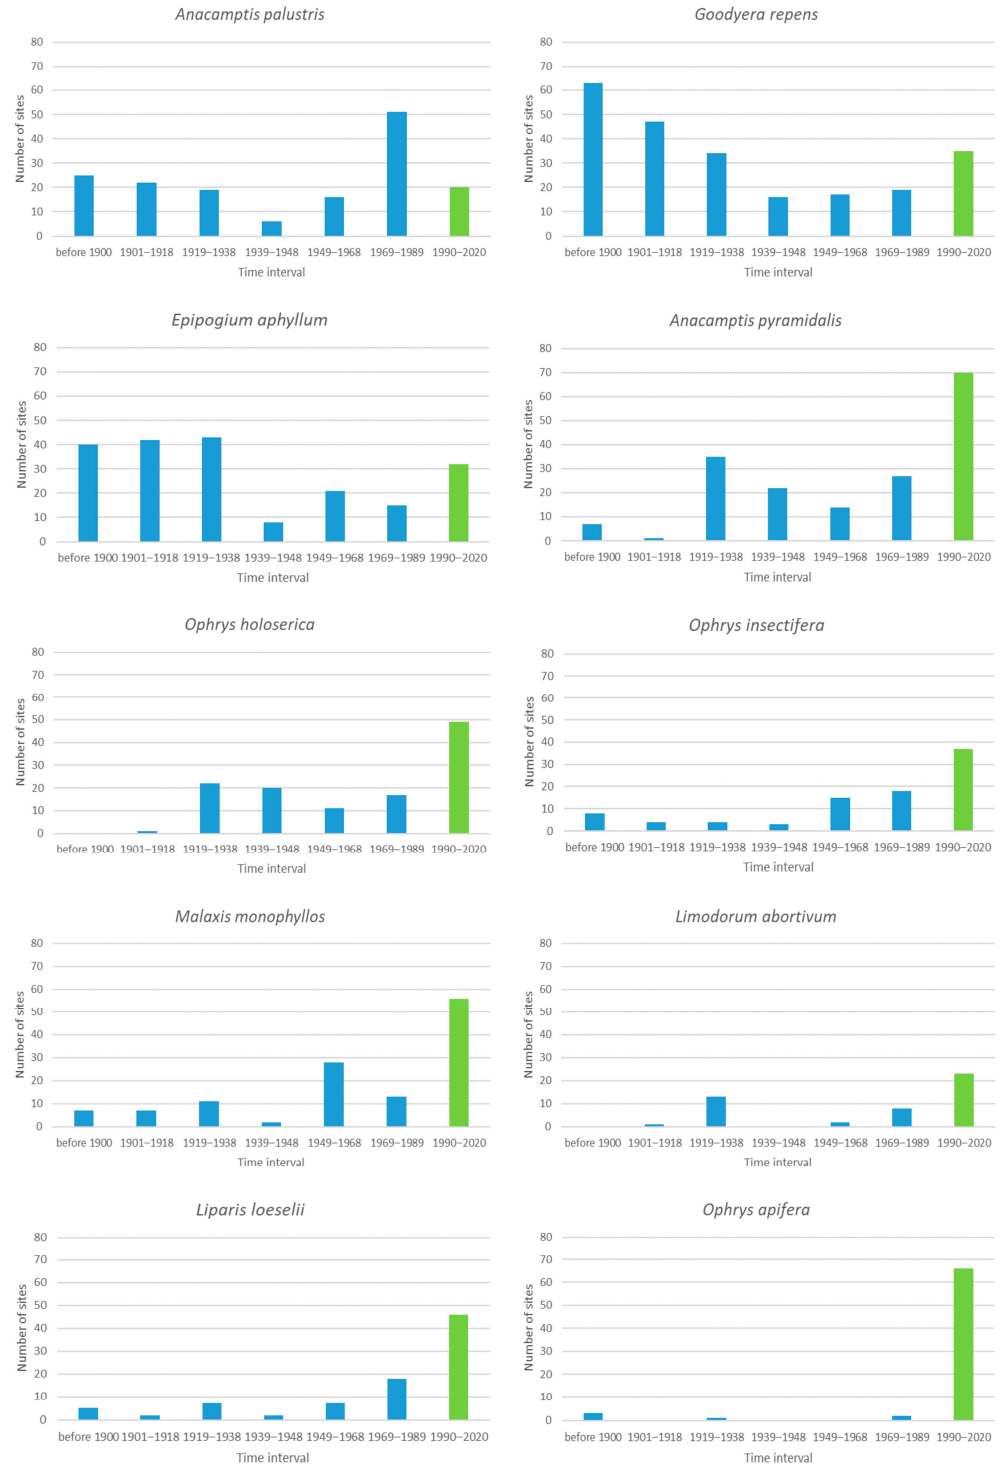 Anacamptis palustris
Number of sites
80
70
60
50
40
30
20
10
0
before 1900 1901–1918 1919–1938 1939–1948 1949–1968 1969–1989 1990–2020
Time interval
Goodyera repens
Number of sites
80
70
60
50
40
30
20
10
0
before 1900 1901–1918 1919–1938 1939–1948 1949–1968 1969–1989 1990–2020
Time interval
Epipogium aphyllum
Number of sites
80
70
60
50
40
30
20
10
0
before 1900 1901–1918 1919–1938 1939–1948 1949–1968 1969–1989 1990–2020
Time interval
Anacamptis pyramidalis
Number of sites
80
70
60
50
40
30
20
10
0
before 1900 1901–1918 1919–1938 1939–1948 1949–1968 1969–1989 1990–2020
Time interval
Ophrys holoserica
Number of sites
80
70
60
50
40
30
20
10
0
before 1900 1901–1918 1919–1938 1939–1948 1949–1968 1969–1989 1990–2020
Time interval
Ophrys insectifera
Number of sites
80
70
60
50
40
30
20
10
0
before 1900 1901–1918 1919–1938 1939–1948 1949–1968 1969–1989 1990–2020
Time interval
Malaxis monophyllos
Number of sites
80
70
60
50
40
30
20
10
0
before 1900 1901–1918 1919–1938 1939–1948 1949–1968 1969–1989 1990–2020
Time interval
Limodorum abortivum
Number of sites
80
70
60
50
40
30
20
10
0
before 1900 1901–1918 1919–1938 1939–1948 1949–1968 1969–1989 1990–2020
Time interval
Liparis loeselii
Number of sites
80
70
60
50
40
30
20
10
0
before 1900 1901–1918 1919–1938 1939–1948 1949–1968 1969–1989 1990–2020
Time interval
Ophrys apifera
Number of sites
80
70
60
50
40
30
20
10
0
before 1900 1901–1918 1919–1938 1939–1948 1949–1968 1969–1989 1990–2020
Time interval